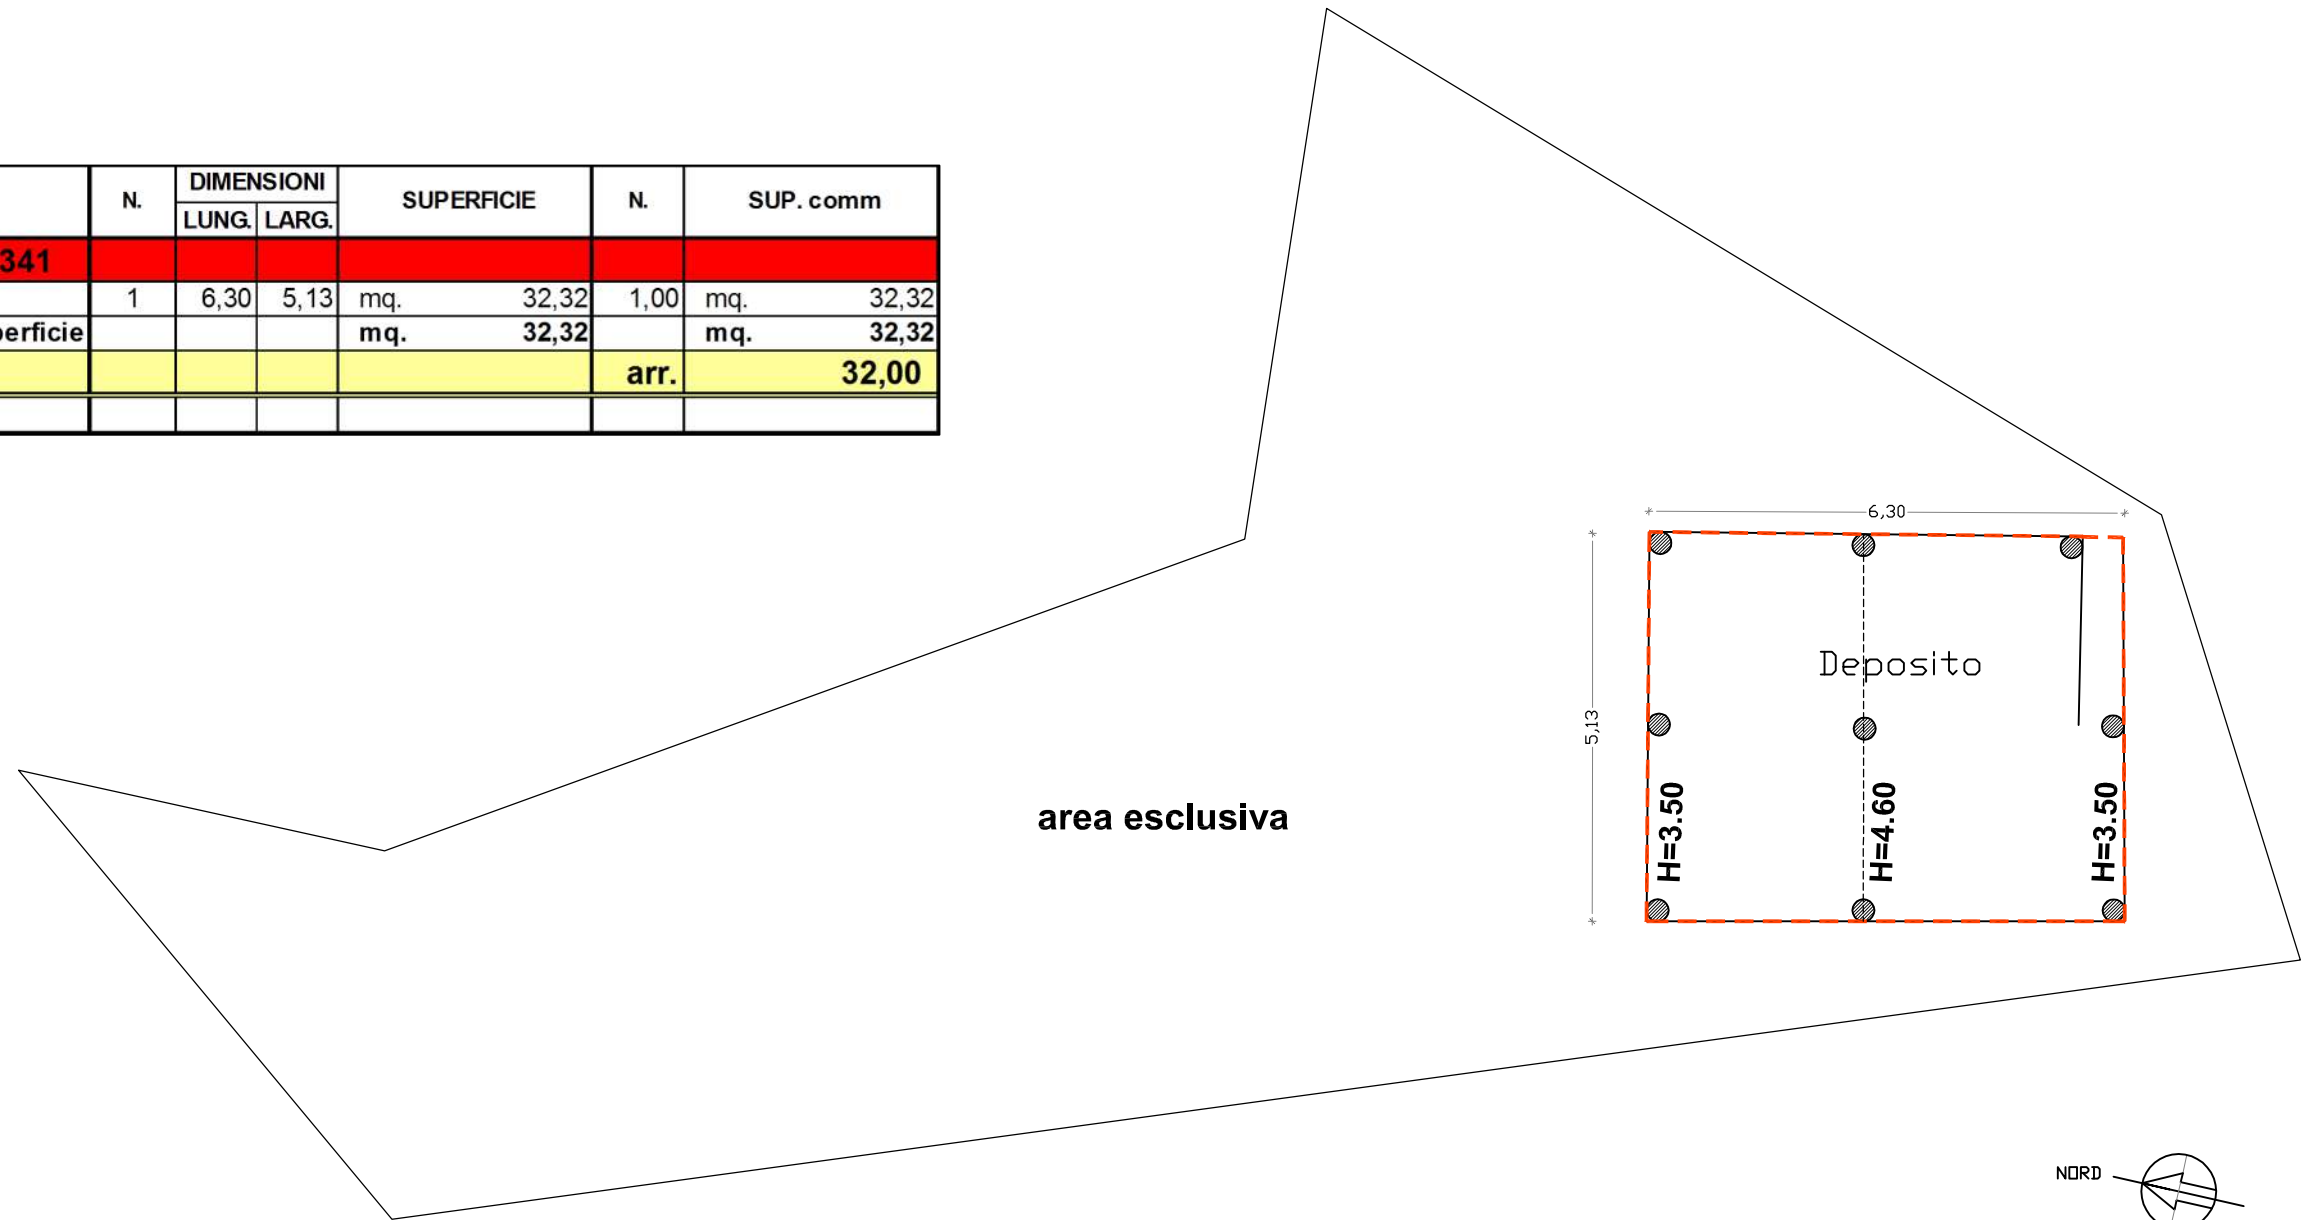 N. DIMENSIONI SUPERFICIE N. SUP. comm
LUNG. LARG.
341
1 6,30 5,13 mq. 32,32 1,00 mq. 32,32
erficie mq. 32,32 mq. 32,32
arr. 32,00
6,30
Deposito
5,13
H=3.50
H=4.60
H=3.50
area esclusiva
NORD